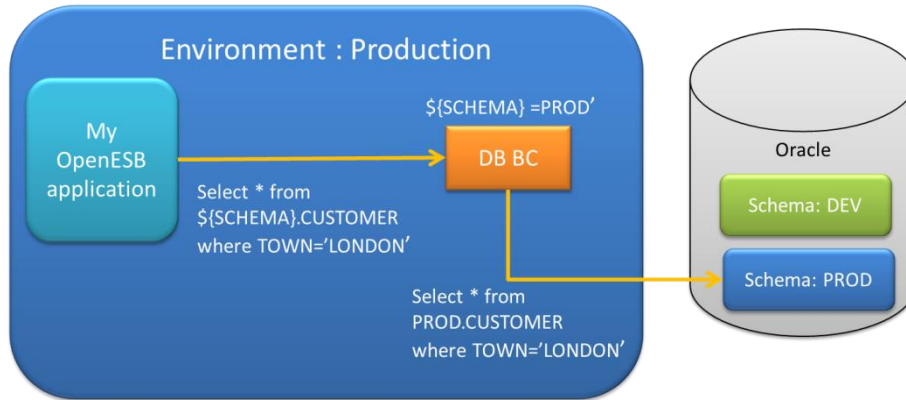 Environment : Production
My
OpenESB
application
${SCHEMA} =PROD’
DB BC
Select * from
${SCHEMA}.CUSTOMER
where TOWN=’LONDON’
Select * from
PROD.CUSTOMER
where TOWN=’LONDON’
Oracle
Schema: DEV
Schema: PROD